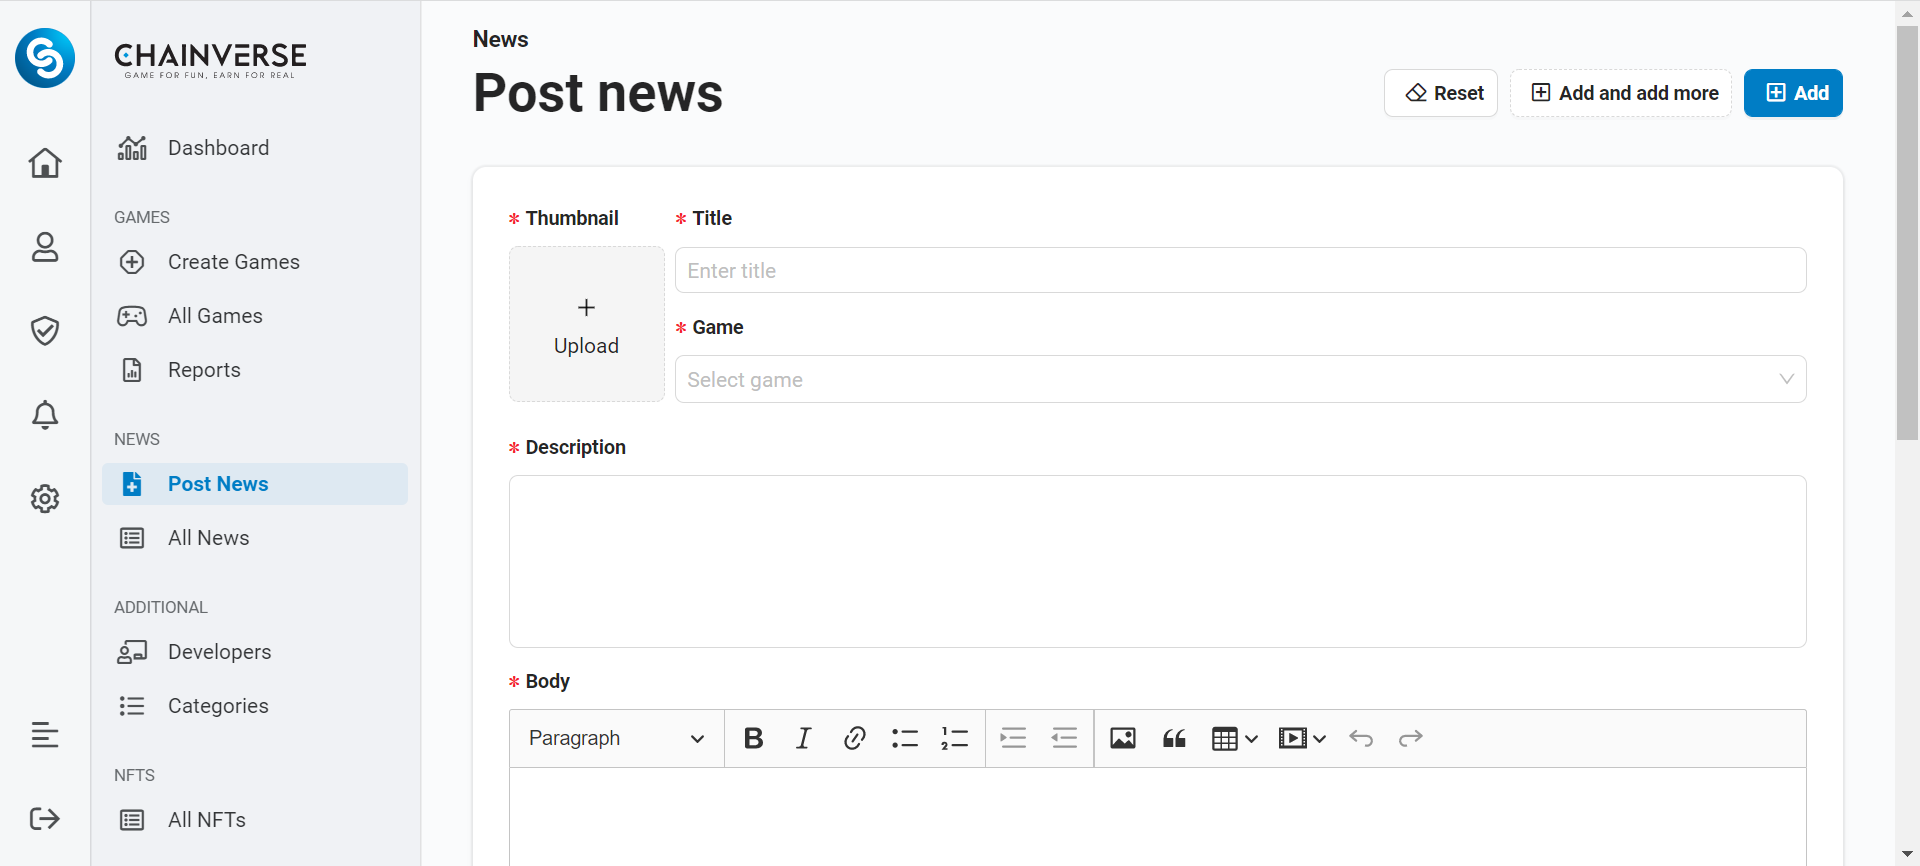 CHAINVERSE
GAME FOR FUN, EARN FOR REAL
Dashboard
GAMES
Create Games
All Games
Reports
NEWS
Post News
All News
ADDITIONAL
Developers
Categories
NFTS
All NFTs
News
Post news
Reset
Add and add more
Add
* Thumbnail
* Title
Upload
Enter title
* Game
Select game
* Description
* Body
Paragraph